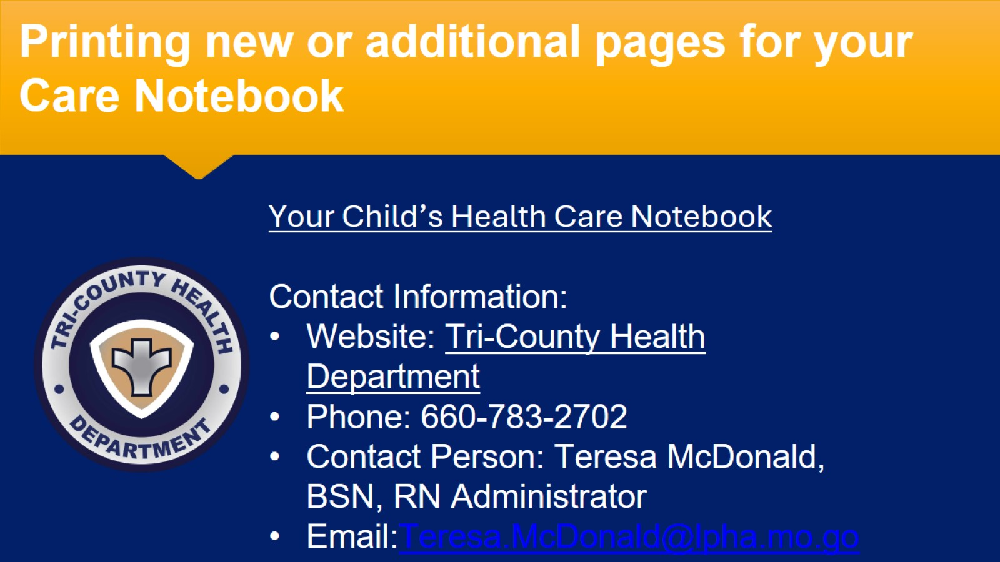 Printing new or additional pages for your
Care Notebook
Your Child’s Health Care Notebook
TRI-COUNTY HEALTH
DEPARTMENT
Contact Information:
• Website: Tri-County Health
Department
• Phone: 660-783-2702
• Contact Person: Teresa McDonald,
BSN, RN Administrator
• Email:Teresa.McDonald@lpha.mo.go